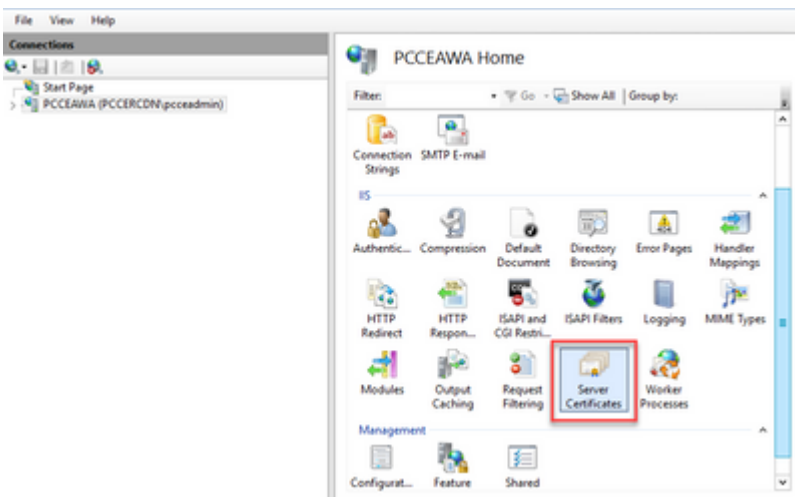 File View Help
Connections
Start Page
PCCEAWA (PCCERCDN\pcceadmin)
PCCEAWA Home
Filter: Go Show All Group by:
Connection Strings
SMTP E-mail
IIS
Authentic... Compression Default Document Directory Browsing Error Pages Handler Mappings
HTTP Redirect HTTP Respon... ISAPI and CGI Restri... ISAPI Filters Logging MIME Types
Modules Output Caching Request Filtering Server Certificates Worker Processes
Management
Configurat... Feature Shared